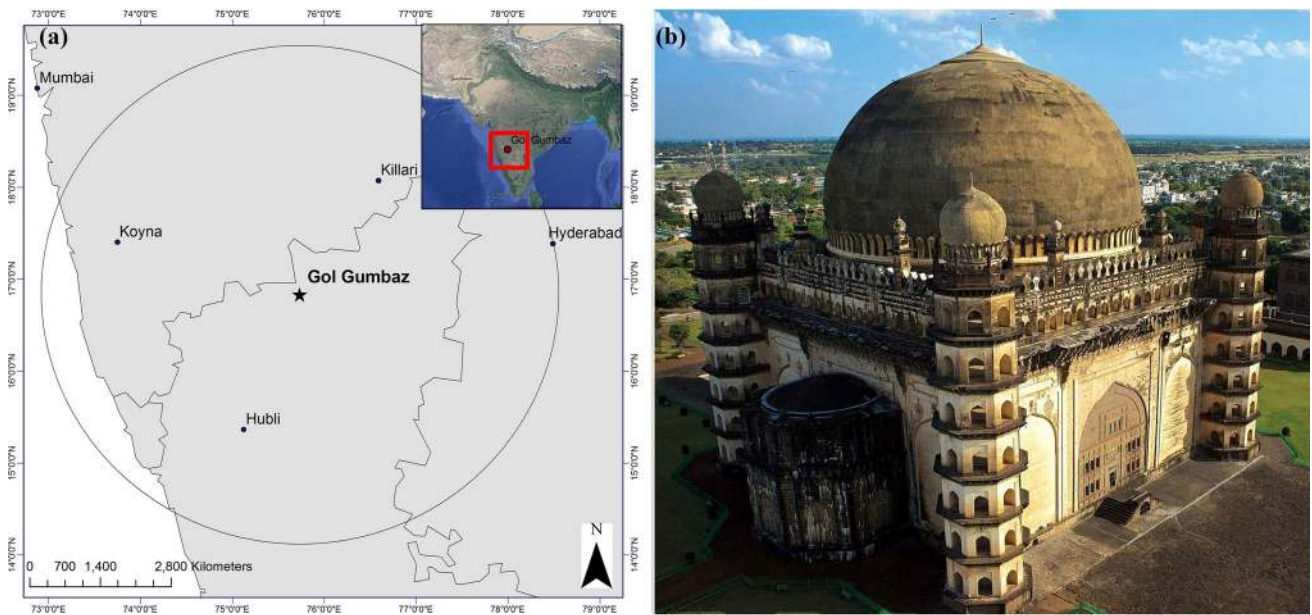 73°0'0"E 74°0'0"E 75°0'0"E 76°0'0"E 77°0'0"E 78°0'0"E 79°0'0"E
(a)
(b)
Mumbai
19°0'0"N
19°0'0"N
Gol Gumbaz
Killari
18°0'0"N
18°0'0"N
Koyna
Hyderabad
17°0'0"N
17°0'0"N
Gol Gumbaz
16°0'0"N
16°0'0"N
Hubli
15°0'0"N
15°0'0"N
N
14°0'0"N
14°0'0"N
0 700 1,400 2,800 Kilometers
73°0'0"E 74°0'0"E 75°0'0"E 76°0'0"E 77°0'0"E 78°0'0"E 79°0'0"E